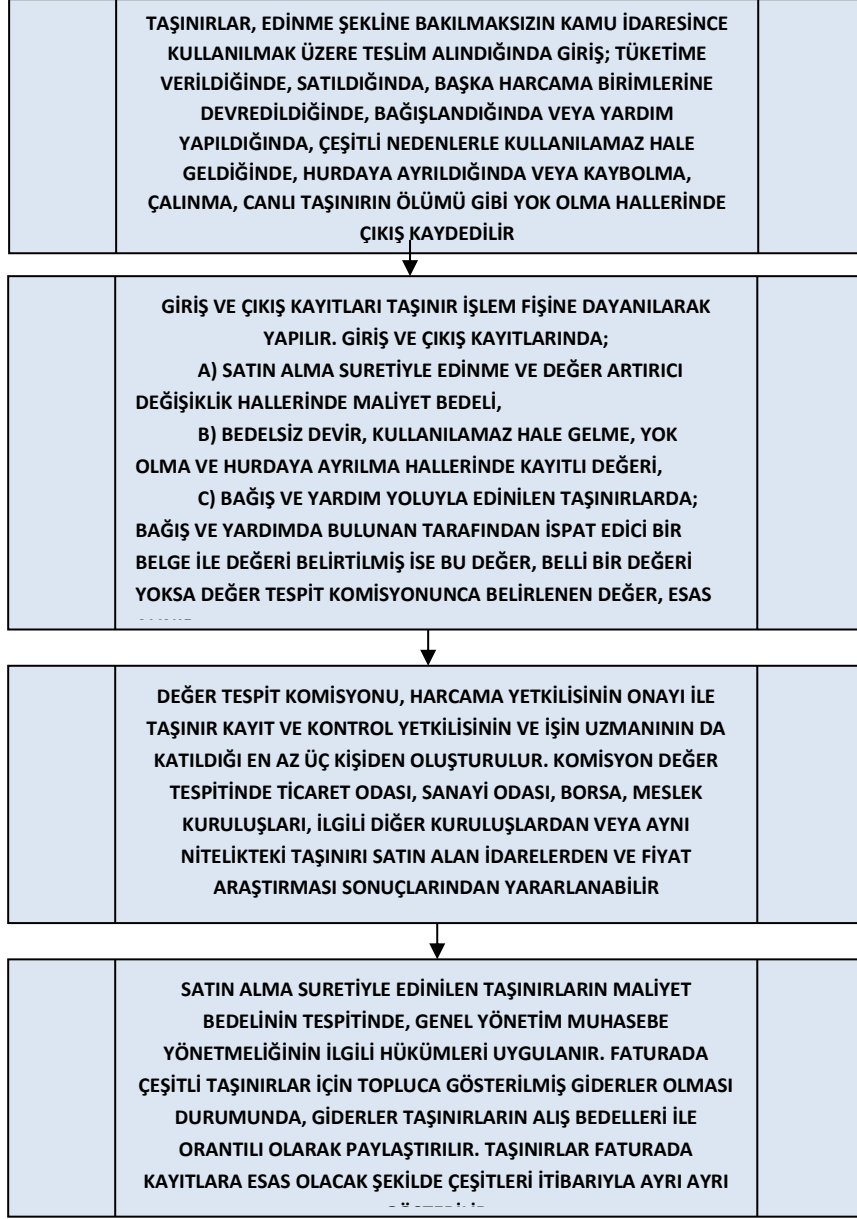 TAŞINIRLAR, EDİNME ŞEKLİNE BAKILMAKSIZIN KAMU İDARESİNCE
KULLANILMAK ÜZERE TESLİM ALINDIĞINDA GİRİŞ; TÜKETİME
VERİLDİĞİNDE, SATILDIĞINDA, BAŞKA HARCAMA BİRİMLERİNE
DEVREDİLDİĞİNDE, BAĞIŞLANDIĞINDA VEYA YARDIM
YAPILDIĞINDA, ÇEŞİTLİ NEDENLERLE KULLANILAMAZ HALE
GELDİĞİNDE, HURDAYA AYRILDIĞINDA VEYA KAYBOLMA,
ÇALINMA, CANLI TAŞINIRIN ÖLÜMÜ GİBİ YOK OLMA HALLERİNDE
ÇIKIŞ KAYDEDİLİR
GİRİŞ VE ÇIKIŞ KAYITLARI TAŞINIR İŞLEM FİŞİNE DAYANILARAK
YAPILIR. GİRİŞ VE ÇIKIŞ KAYITLARINDA;
A) SATIN ALMA SURETİYLE EDİNME VE DEĞER ARTIRICI
DEĞİŞİKLİK HALLERİNDE MALİYET BEDELİ,
B) BEDELSİZ DEVİR, KULLANILAMAZ HALE GELME, YOK
OLMA VE HURDAYA AYRILMA HALLERİNDE KAYITLI DEĞERİ,
C) BAĞIŞ VE YARDIM YOLUYLA EDİNİLEN TAŞINIRLARDA;
BAĞIŞ VE YARDIMDA BULUNAN TARAFINDAN İSPAT EDİCİ BİR
BELGE İLE DEĞERİ BELİRTİLMİŞ İSE BU DEĞER, BELLİ BİR DEĞERİ
YOKSA DEĞER TESPİT KOMİSYONUNCA BELİRLENEN DEĞER, ESAS
DEĞER TESPİT KOMİSYONU, HARCAMA YETKİLİSİNİN ONAYI İLE
TAŞINIR KAYIT VE KONTROL YETKİLİSİNİN VE İŞİN UZMANININ DA
KATILDIĞI EN AZ ÜÇ KİŞİDEN OLUŞTURULUR. KOMİSYON DEĞER
TESPİTİNDE TİCARET ODASI, SANAYİ ODASI, BORSA, MESLEK
KURULUŞLARI, İLGİLİ DİĞER KURULUŞLARDAN VEYA AYNI
NİTELİKTEKİ TAŞINIRI SATIN ALAN İDARELERDEN VE FİYAT
ARAŞTIRMASI SONUÇLARINDAN YARARLANABİLİR
SATIN ALMA SURETİYLE EDİNİLEN TAŞINIRLARIN MALİYET
BEDELİNİN TESPİTİNDE, GENEL YÖNETİM MUHASEBE
YÖNETMELİĞİNİN İLGİLİ HÜKÜMLERİ UYGULANIR. FATURADA
ÇEŞİTLİ TAŞINIRLAR İÇİN TOPLUCA GÖSTERİLMİŞ GİDERLER OLMASI
DURUMUNDA, GİDERLER TAŞINIRLARIN ALIŞ BEDELLERİ İLE
ORANTILI OLARAK PAYLAŞTIRILIR. TAŞINIRLAR FATURADA
KAYITLARA ESAS OLACAK ŞEKİLDE ÇEŞİTLERİ İTİBARIYLA AYRI AYRI